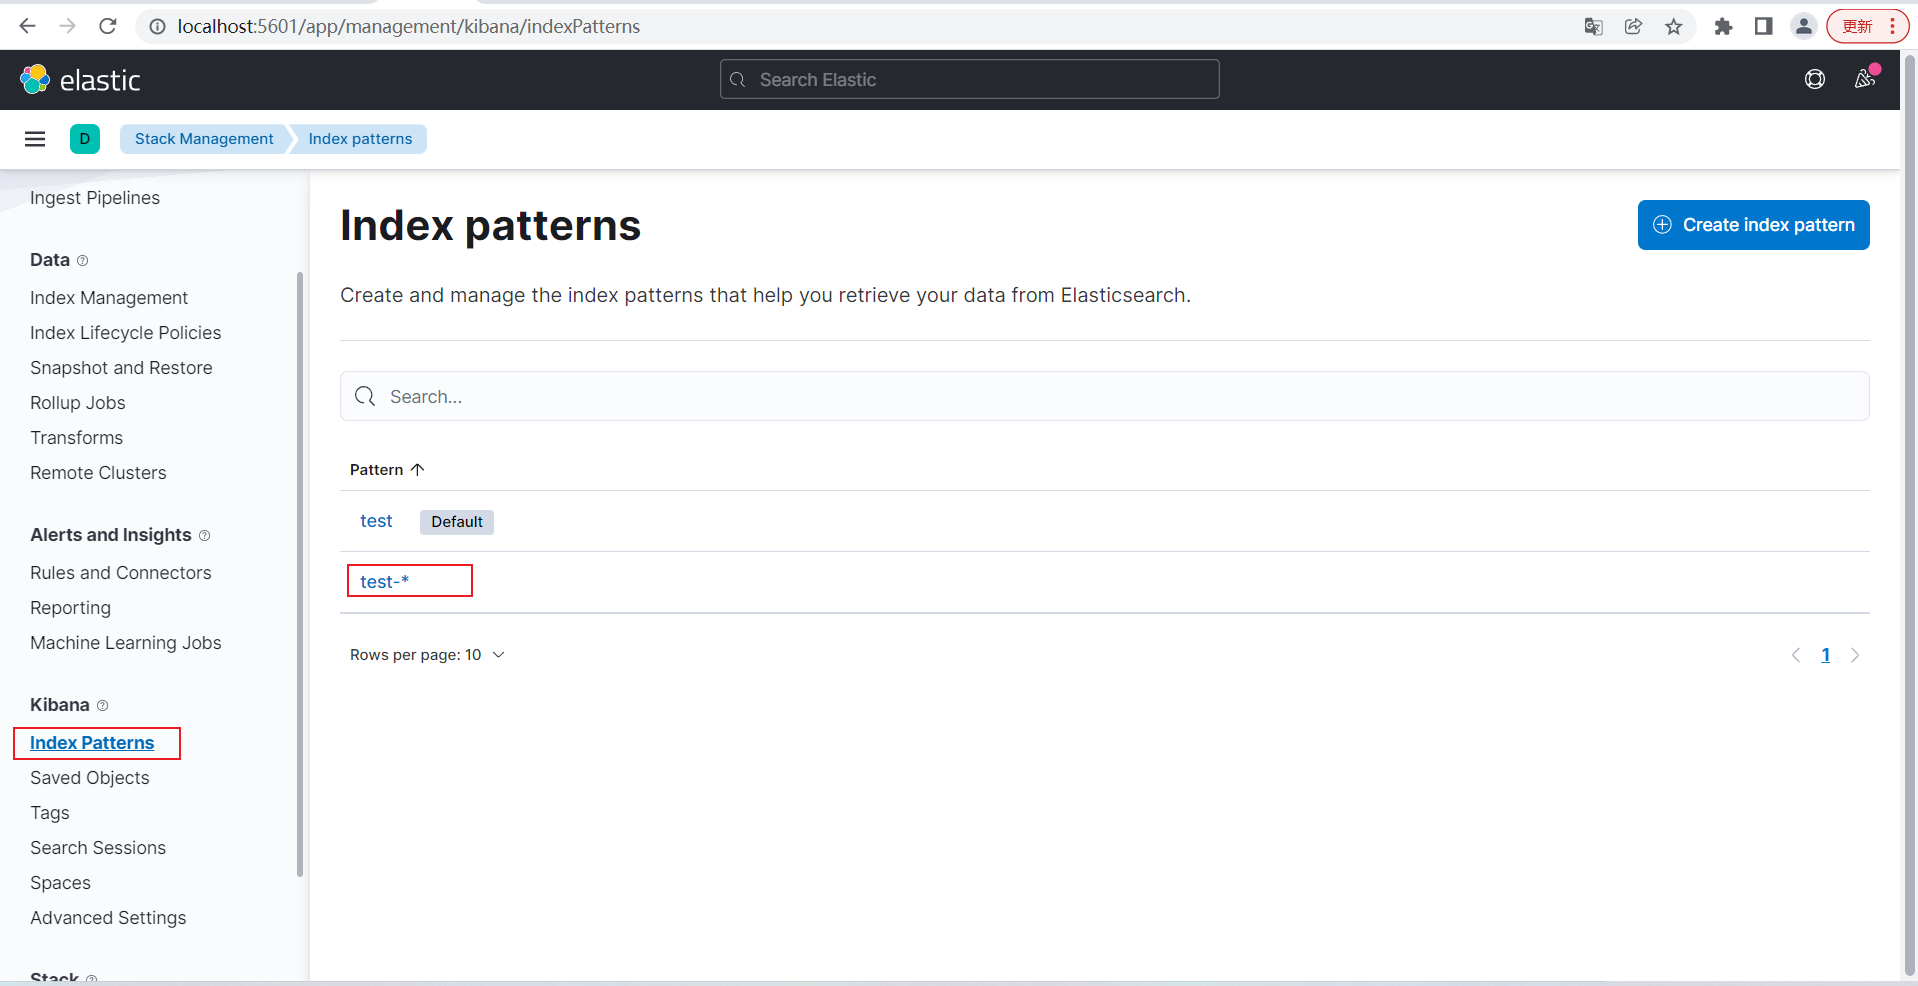 localhost:5601/app/management/kibana/indexPatterns
更新
elastic
Search Elastic
D
Stack Management
Index patterns
Ingest Pipelines
Data
Index Management
Index Lifecycle Policies
Snapshot and Restore
Rollup Jobs
Transforms
Remote Clusters
Alerts and Insights
Rules and Connectors
Reporting
Machine Learning Jobs
Kibana
Index Patterns
Saved Objects
Tags
Search Sessions
Spaces
Advanced Settings
Stack
Index patterns
Create index pattern
Create and manage the index patterns that help you retrieve your data from Elasticsearch.
Search...
Pattern
test Default
test-*
Rows per page: 10
1